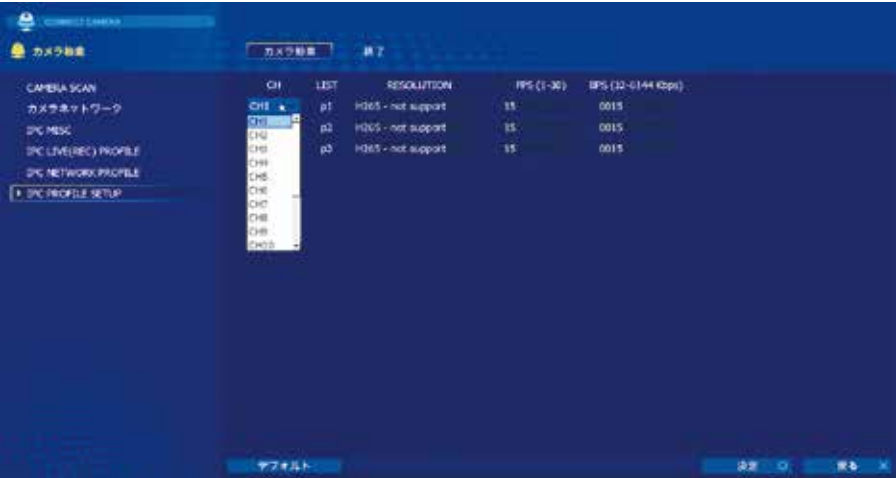 CONNECT CAMERA
カメラ検索
カメラ検索 終了
CAMERA SCAN
カメラネットワーク
IPC MISC
IPC LIVE(REC) PROFILE
IPC NETWORK PROFILE
IPC PROFILE SETUP
CH LIST RESOLUTION FPS (1-30) BPS (32-6144 Kbps)
CH1 p1 H265 - not support 15 0015
p2 H265 - not support 15 0015
p3 H265 - not support 15 0015
CH1
CH2
CH3
CH4
CH5
CH6
CH7
CH8
CH9
CH10
デフォルト 決定 戻る